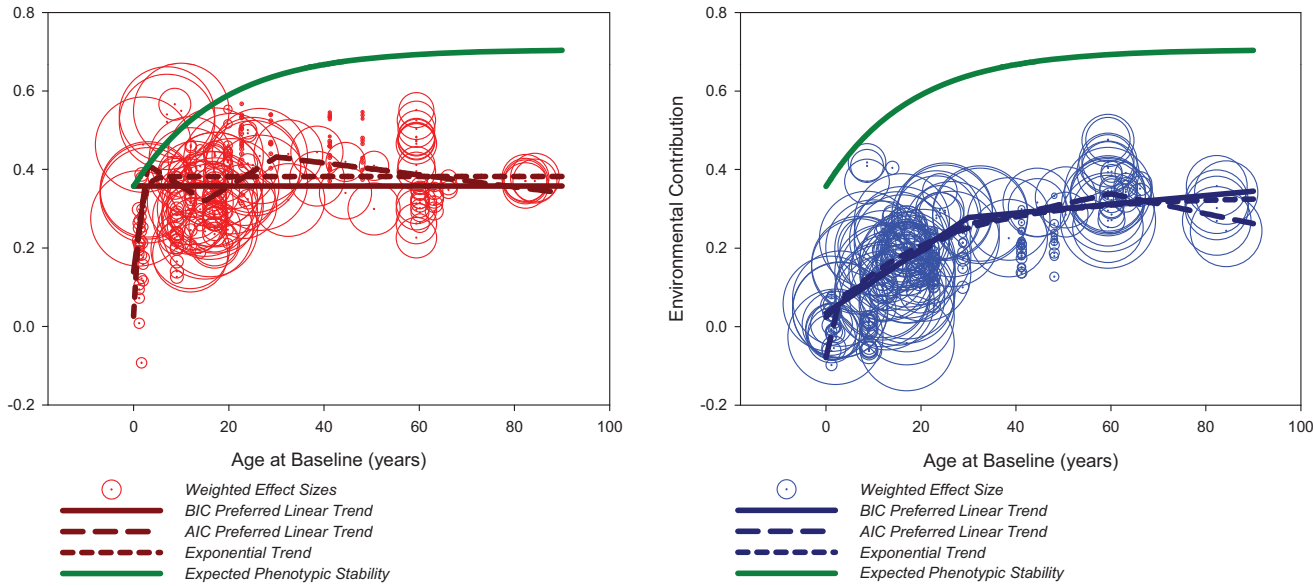 0.8
0.6
0.4
0.2
0.0
-0.2
0
20
40
60
80
100
Age at Baseline (years)
Weighted Effect Sizes
BIC Preferred Linear Trend
AIC Preferred Linear Trend
Exponential Trend
Expected Phenotypic Stability
Environmental Contribution
0.8
0.6
0.4
0.2
0.0
-0.2
0
20
40
60
80
100
Age at Baseline (years)
Weighted Effect Size
BIC Preferred Linear Trend
AIC Preferred Linear Trend
Exponential Trend
Expected Phenotypic Stability